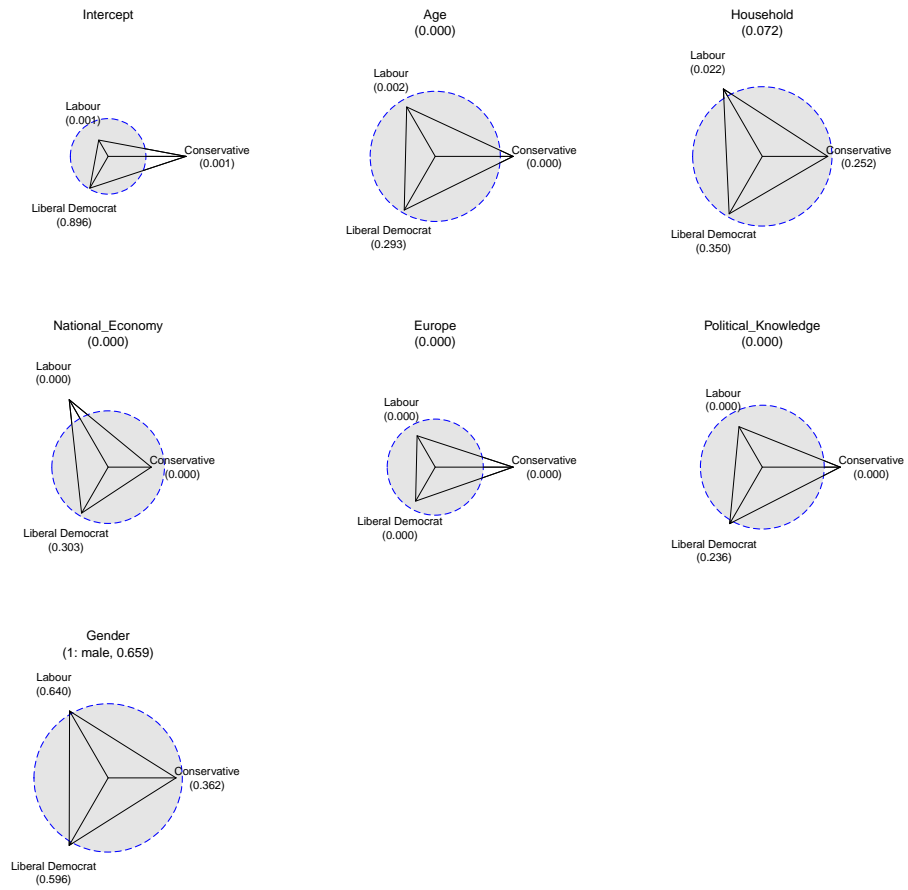 Intercept
Labour
(0.001)
Conservative
(0.001)
Liberal Democrat
(0.896)
Age
(0.000)
Labour
(0.002)
Conservative
(0.000)
Liberal Democrat
(0.293)
Household
(0.072)
Labour
(0.022)
Conservative
(0.252)
Liberal Democrat
(0.350)
National_Economy
(0.000)
Labour
(0.000)
Conservative
(0.000)
Liberal Democrat
(0.303)
Europe
(0.000)
Labour
(0.000)
Conservative
(0.000)
Liberal Democrat
(0.000)
Political_Knowledge
(0.000)
Labour
(0.000)
Conservative
(0.000)
Liberal Democrat
(0.236)
Gender
(1: male, 0.659)
Labour
(0.640)
Conservative
(0.362)
Liberal Democrat
(0.596)